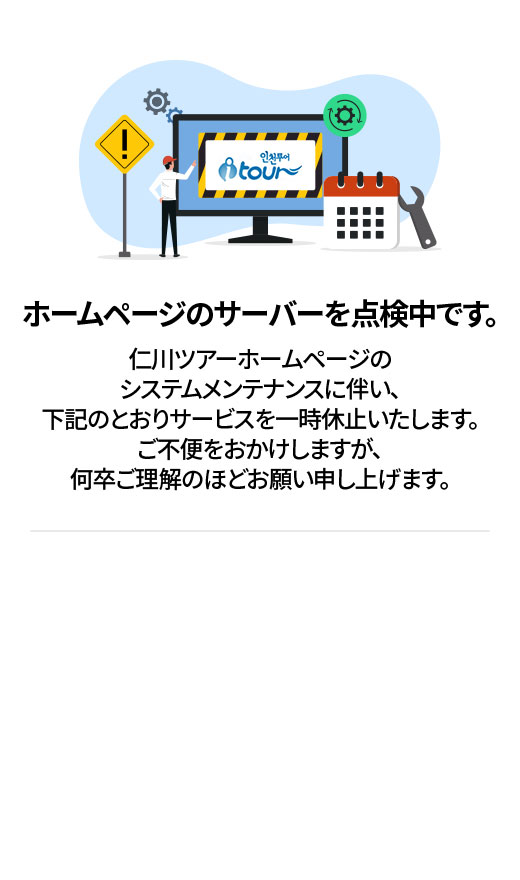 !
인천투어
itour
ホームページのサーバーを点検中です。
仁川ツアーホームページの
システムメンテナンスに伴い、
下記のとおりサービスを一時休止いたします。
ご不便をおかけしますが、
何卒ご理解のほどお願い申し上げます。